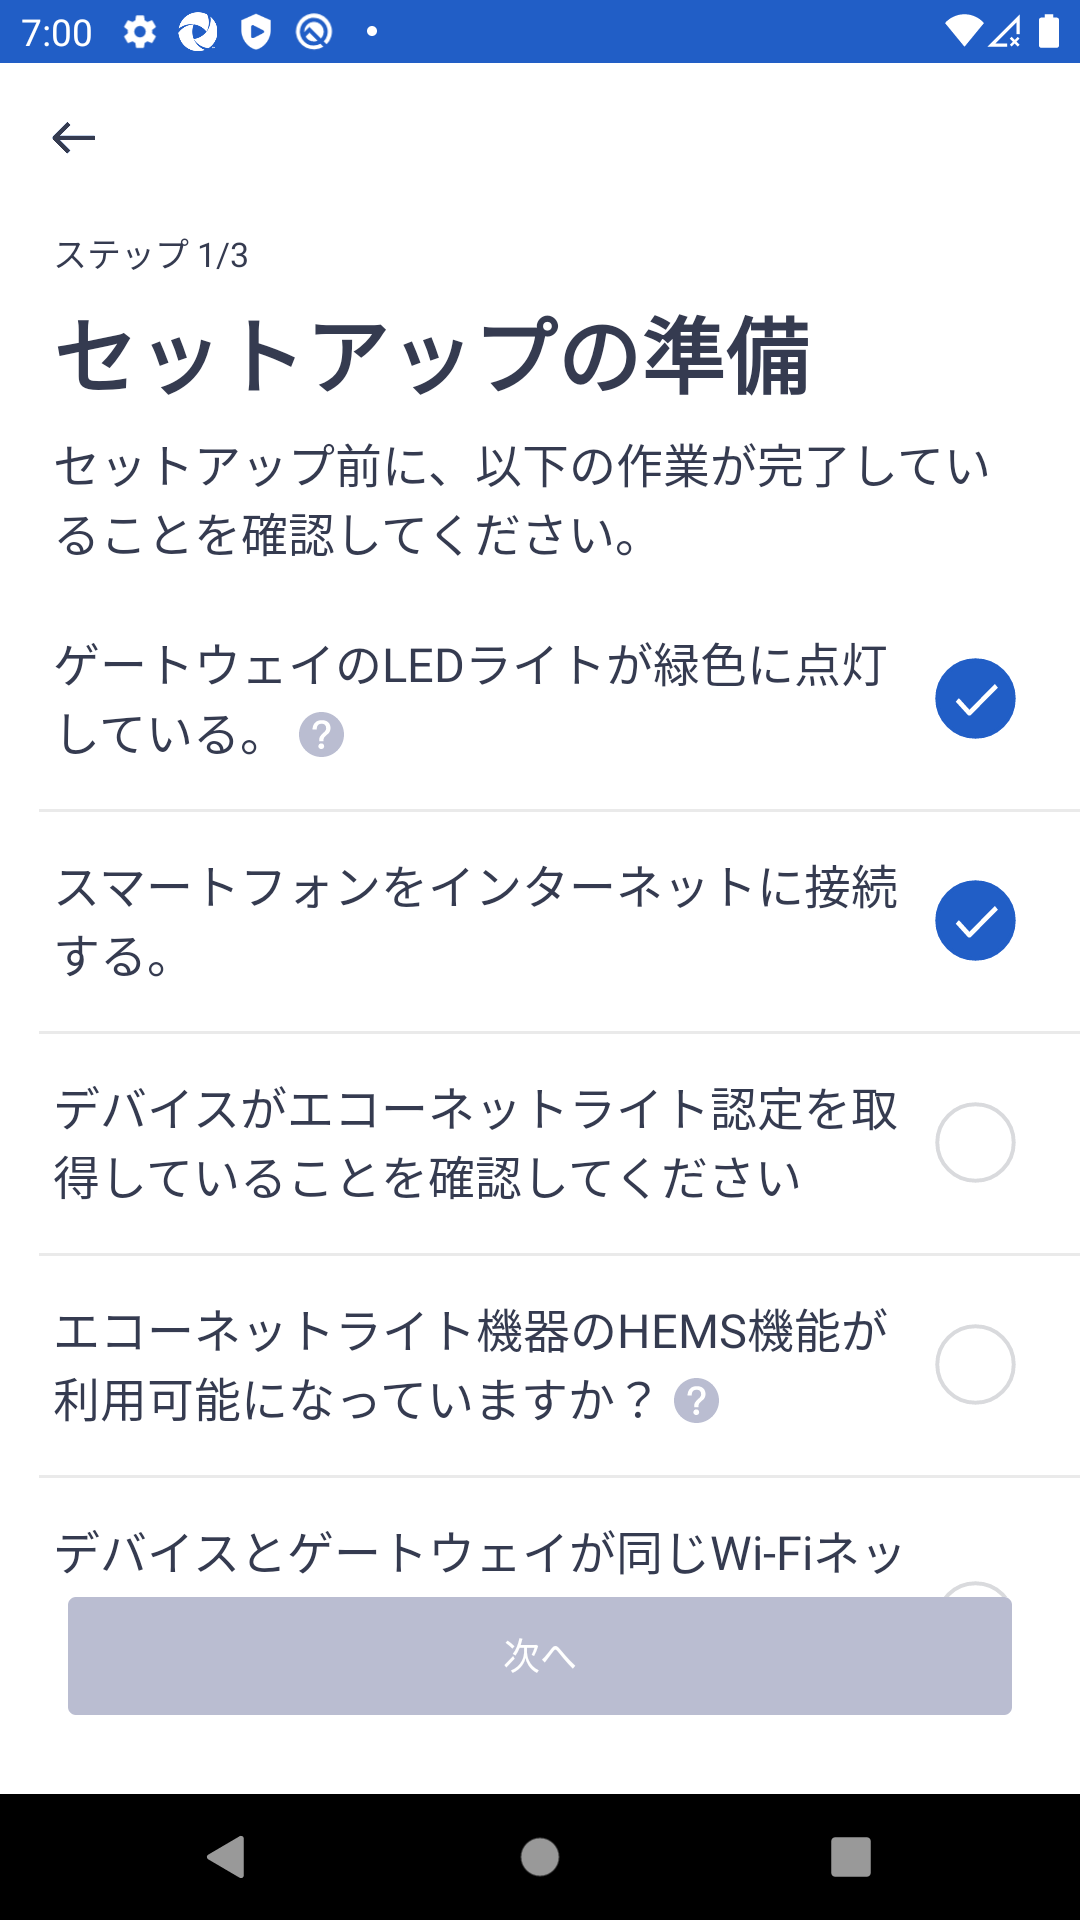 7:00
ステップ 1/3
セットアップの準備
セットアップ前に、以下の作業が完了してい
ることを確認してください。
ゲートウェイのLEDライトが緑色に点灯
している。 ?
スマートフォンをインターネットに接続
する。
デバイスがエコーネットライト認定を取
得していることを確認してください
エコーネットライト機器のHEMS機能が
利用可能になっていますか？ ?
デバイスとゲートウェイが同じWi-Fiネッ
次へ